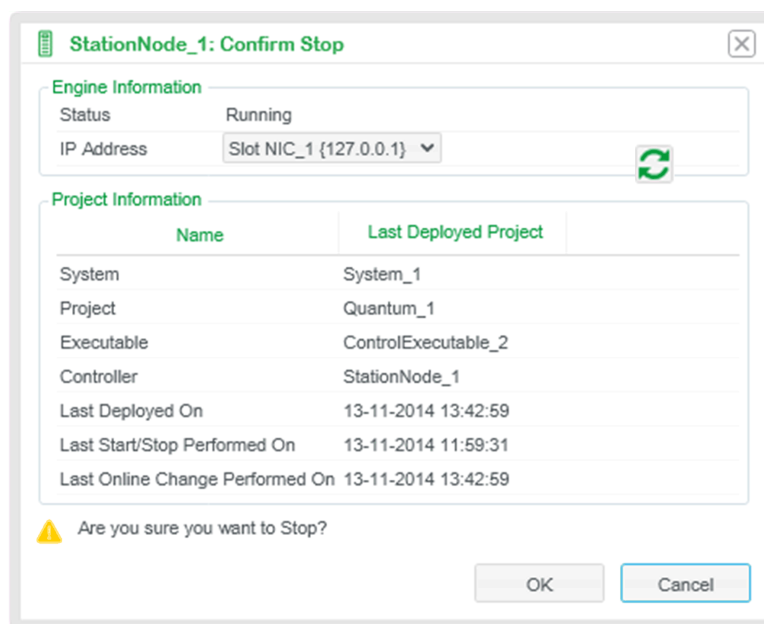 StationNode_1: Confirm Stop
Engine Information
Status Running
IP Address Slot NIC_1 {127.0.0.1}
Project Information
Name Last Deployed Project
System System_1
Project Quantum_1
Executable ControlExecutable_2
Controller StationNode_1
Last Deployed On 13-11-2014 13:42:59
Last Start/Stop Performed On 13-11-2014 11:59:31
Last Online Change Performed On 13-11-2014 13:42:59
Are you sure you want to Stop?
OK Cancel